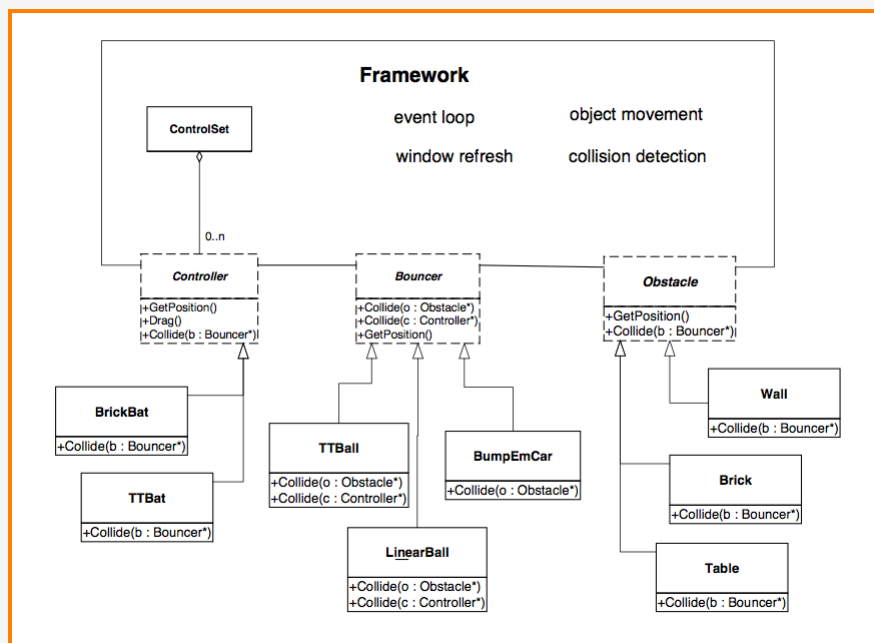 Framework
event loop
object movement
window refresh
collision detection
ControlSet
0..n
Controller
+GetPosition()
+Drag()
+Collide(b : Bouncer*)
Bouncer
+Collide(o : Obstacle*)
+Collide(c : Controller*)
+GetPosition()
Obstacle
+GetPosition()
+Collide(b : Bouncer*)
BrickBat
+Collide(b : Bouncer*)
TTBat
+Collide(b : Bouncer*)
TTBall
+Collide(o : Obstacle*)
+Collide(c : Controller*)
LinearBall
+Collide(o : Obstacle*)
+Collide(c : Controller*)
BumpEmCar
+Collide(o : Obstacle*)
Wall
+Collide(b : Bouncer*)
Brick
+Collide(b : Bouncer*)
Table
+Collide(b : Bouncer*)